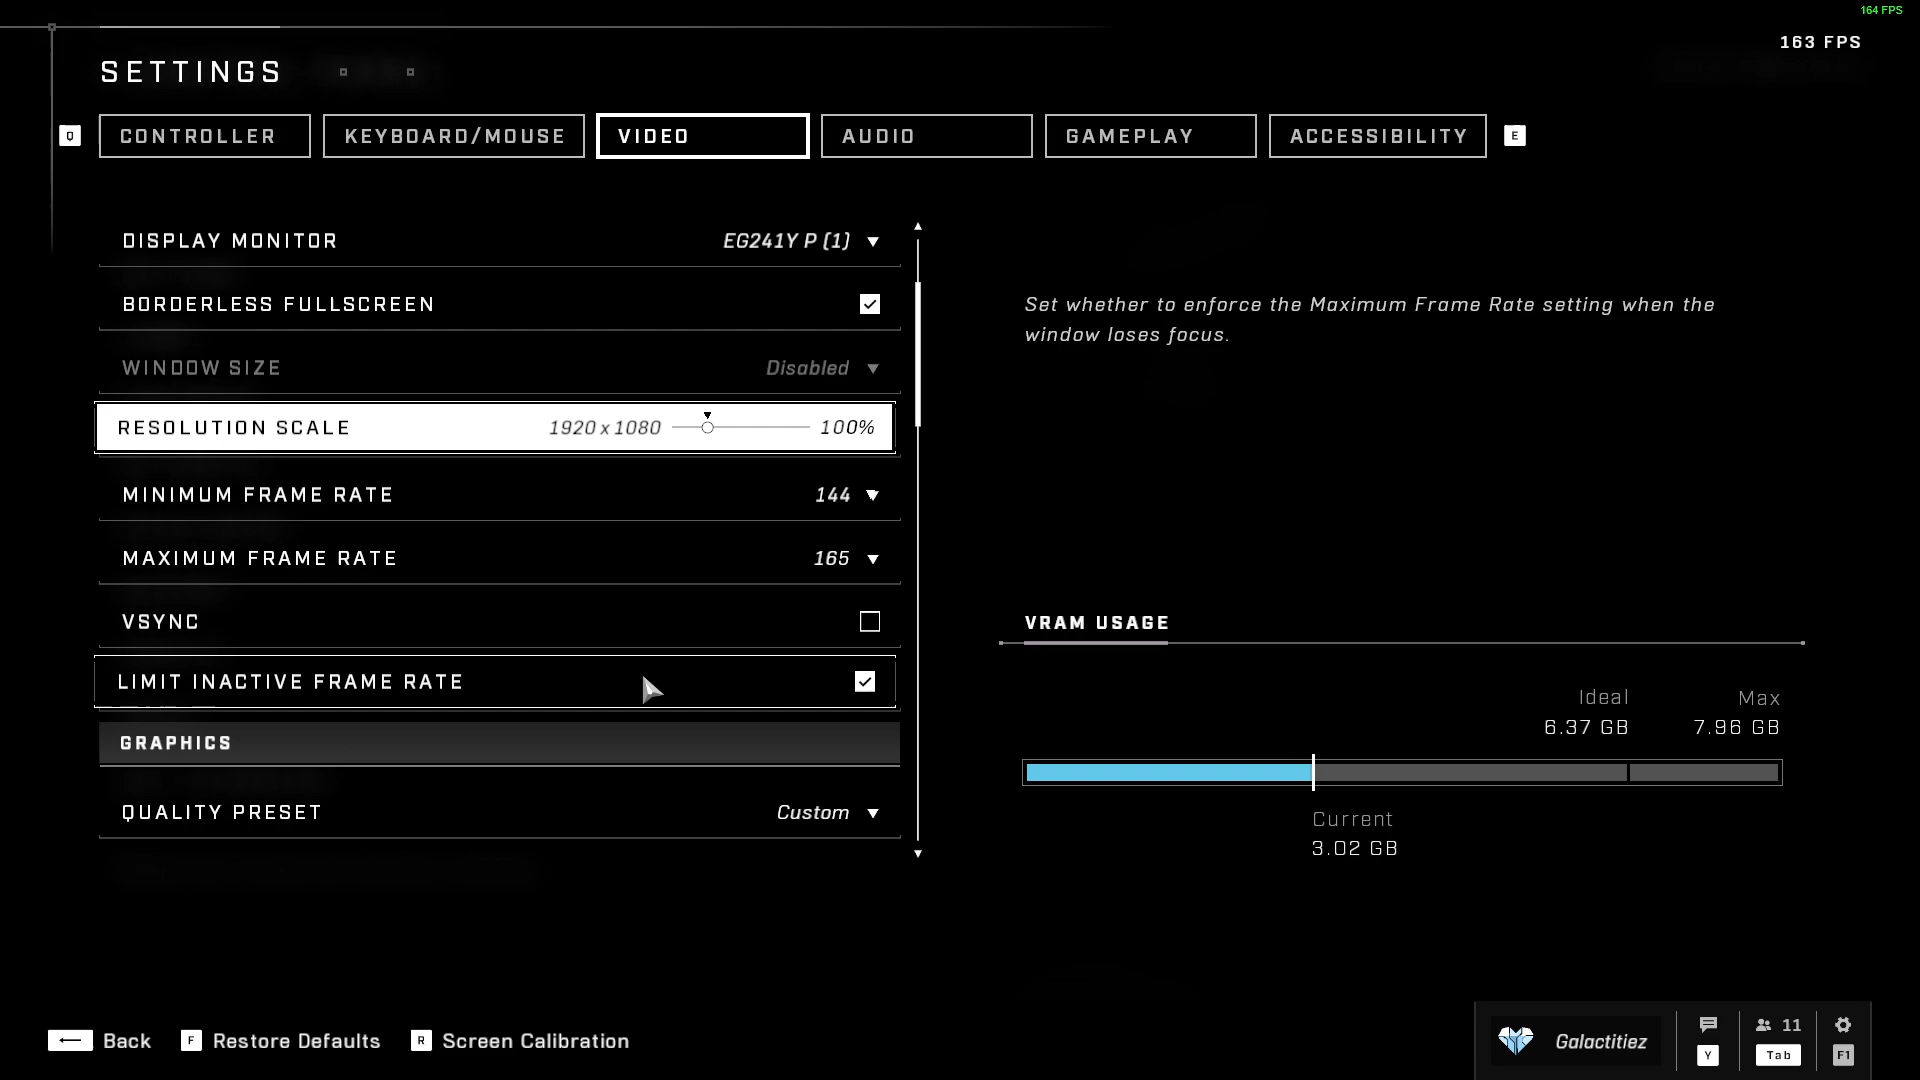 164 FPS
163 FPS
SETTINGS
Q CONTROLLER KEYBOARD/MOUSE VIDEO AUDIO GAMEPLAY ACCESSIBILITY E
DISPLAY MONITOR EG241Y P (1)
BORDERLESS FULLSCREEN
WINDOW SIZE Disabled
RESOLUTION SCALE 1920 x 1080 100%
MINIMUM FRAME RATE 144
MAXIMUM FRAME RATE 165
VSYNC
LIMIT INACTIVE FRAME RATE
GRAPHICS
QUALITY PRESET Custom
Set whether to enforce the Maximum Frame Rate setting when the
window loses focus.
VRAM USAGE
Ideal Max
6.37 GB 7.96 GB
Current
3.02 GB
Back F Restore Defaults R Screen Calibration
Galactitiez
11
Y Tab F1